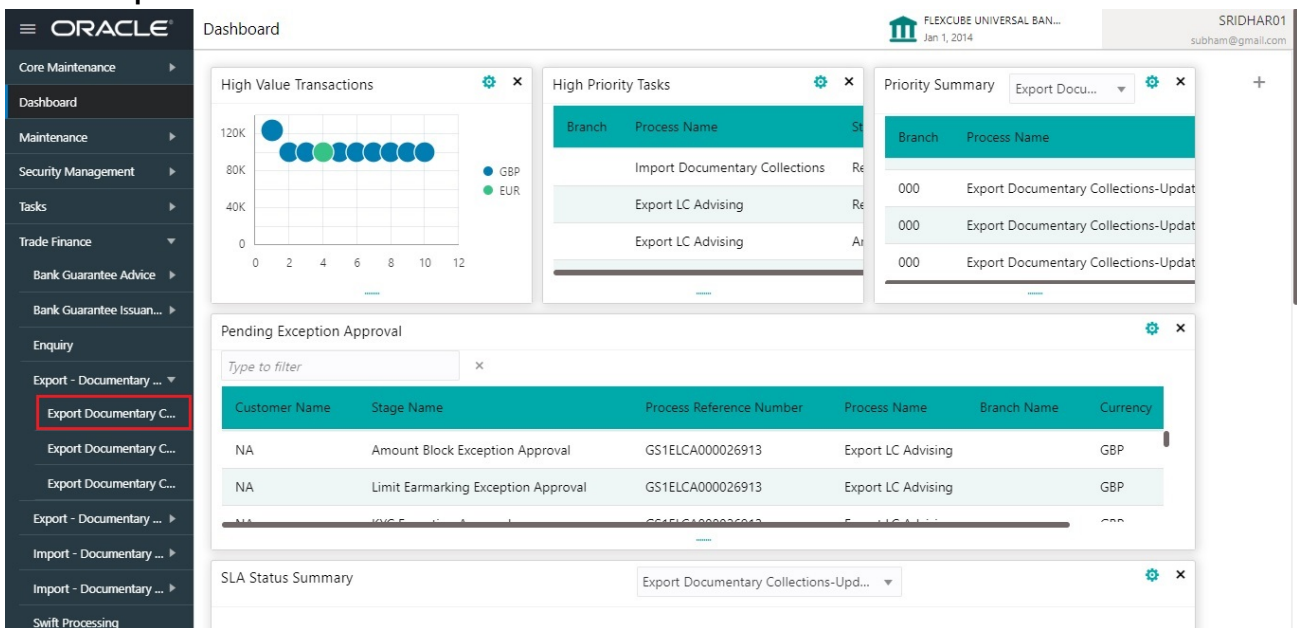 ORACLE
Dashboard
FLEXCUBE UNIVERSAL BAN...
Jan 1, 2014
SRIDHAR01
subham@gmail.com
Core Maintenance
Dashboard
Maintenance
Security Management
Tasks
Trade Finance
Bank Guarantee Advice
Bank Guarantee Issuan...
Enquiry
Export - Documentary ...
Export Documentary C...
Export Documentary C...
Export Documentary C...
Export - Documentary ...
Import - Documentary ...
Import - Documentary ...
Swift Processing
High Value Transactions
120K
80K
40K
0
0 2 4 6 8 10 12
GBP
EUR
High Priority Tasks
Branch Process Name St
Import Documentary Collections Re
Export LC Advising Re
Export LC Advising Ar
Priority Summary Export Docu...
Branch Process Name
000 Export Documentary Collections-Updat
000 Export Documentary Collections-Updat
000 Export Documentary Collections-Updat
Pending Exception Approval
Type to filter
Customer Name Stage Name Process Reference Number Process Name Branch Name Currency
NA Amount Block Exception Approval GS1ELCA000026913 Export LC Advising GBP
NA Limit Earmarking Exception Approval GS1ELCA000026913 Export LC Advising GBP
SLA Status Summary Export Documentary Collections-Upd...